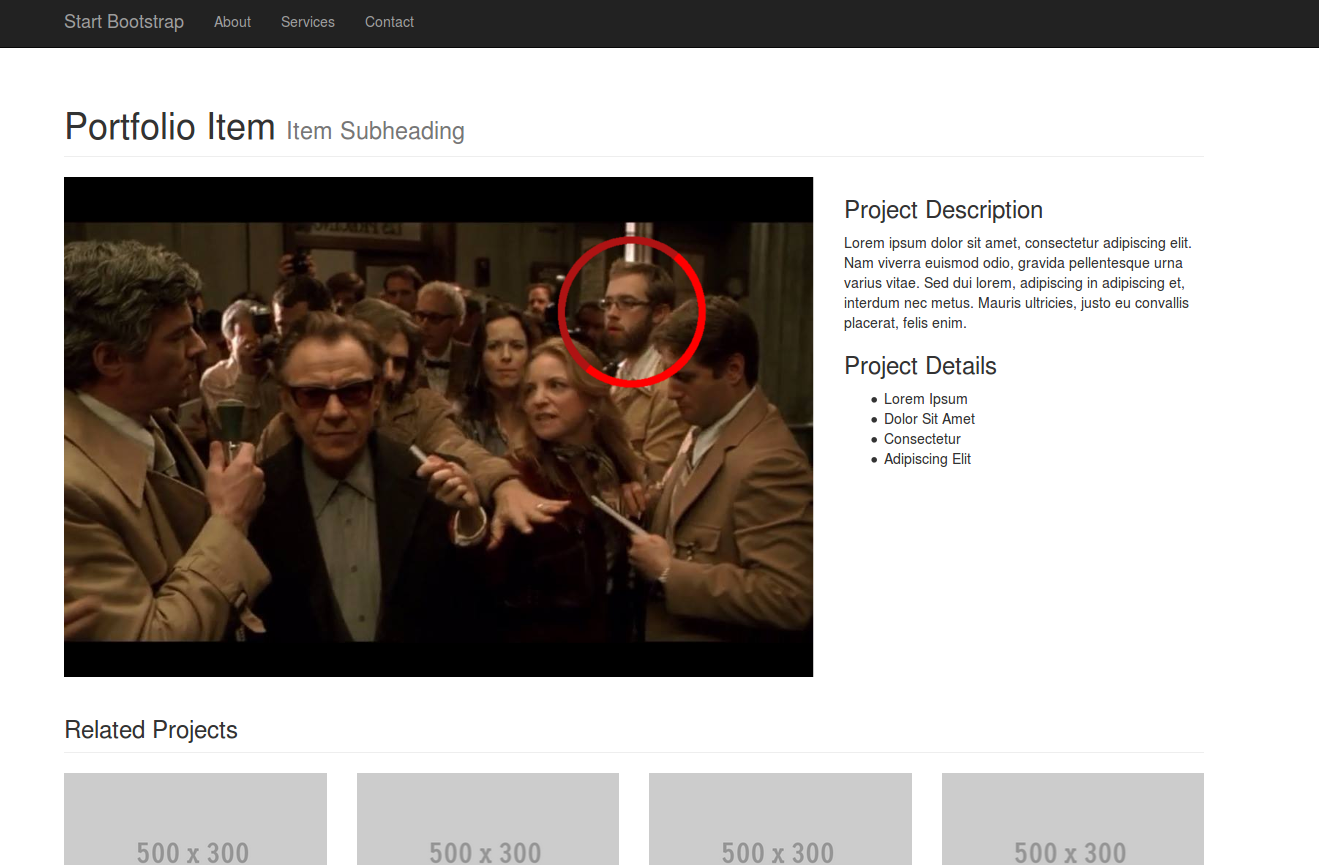 Start Bootstrap About Services Contact
Portfolio Item Item Subheading
Project Description
Lorem ipsum dolor sit amet, consectetur adipiscing elit.
Nam viverra euismod odio, gravida pellentesque urna
varius vitae. Sed dui lorem, adipiscing in adipiscing et,
interdum nec metus. Mauris ultricies, justo eu convallis
placerat, felis enim.
Project Details
Lorem Ipsum
Dolor Sit Amet
Consectetur
Adipiscing Elit
Related Projects
500 x 300 500 x 300 500 x 300 500 x 300